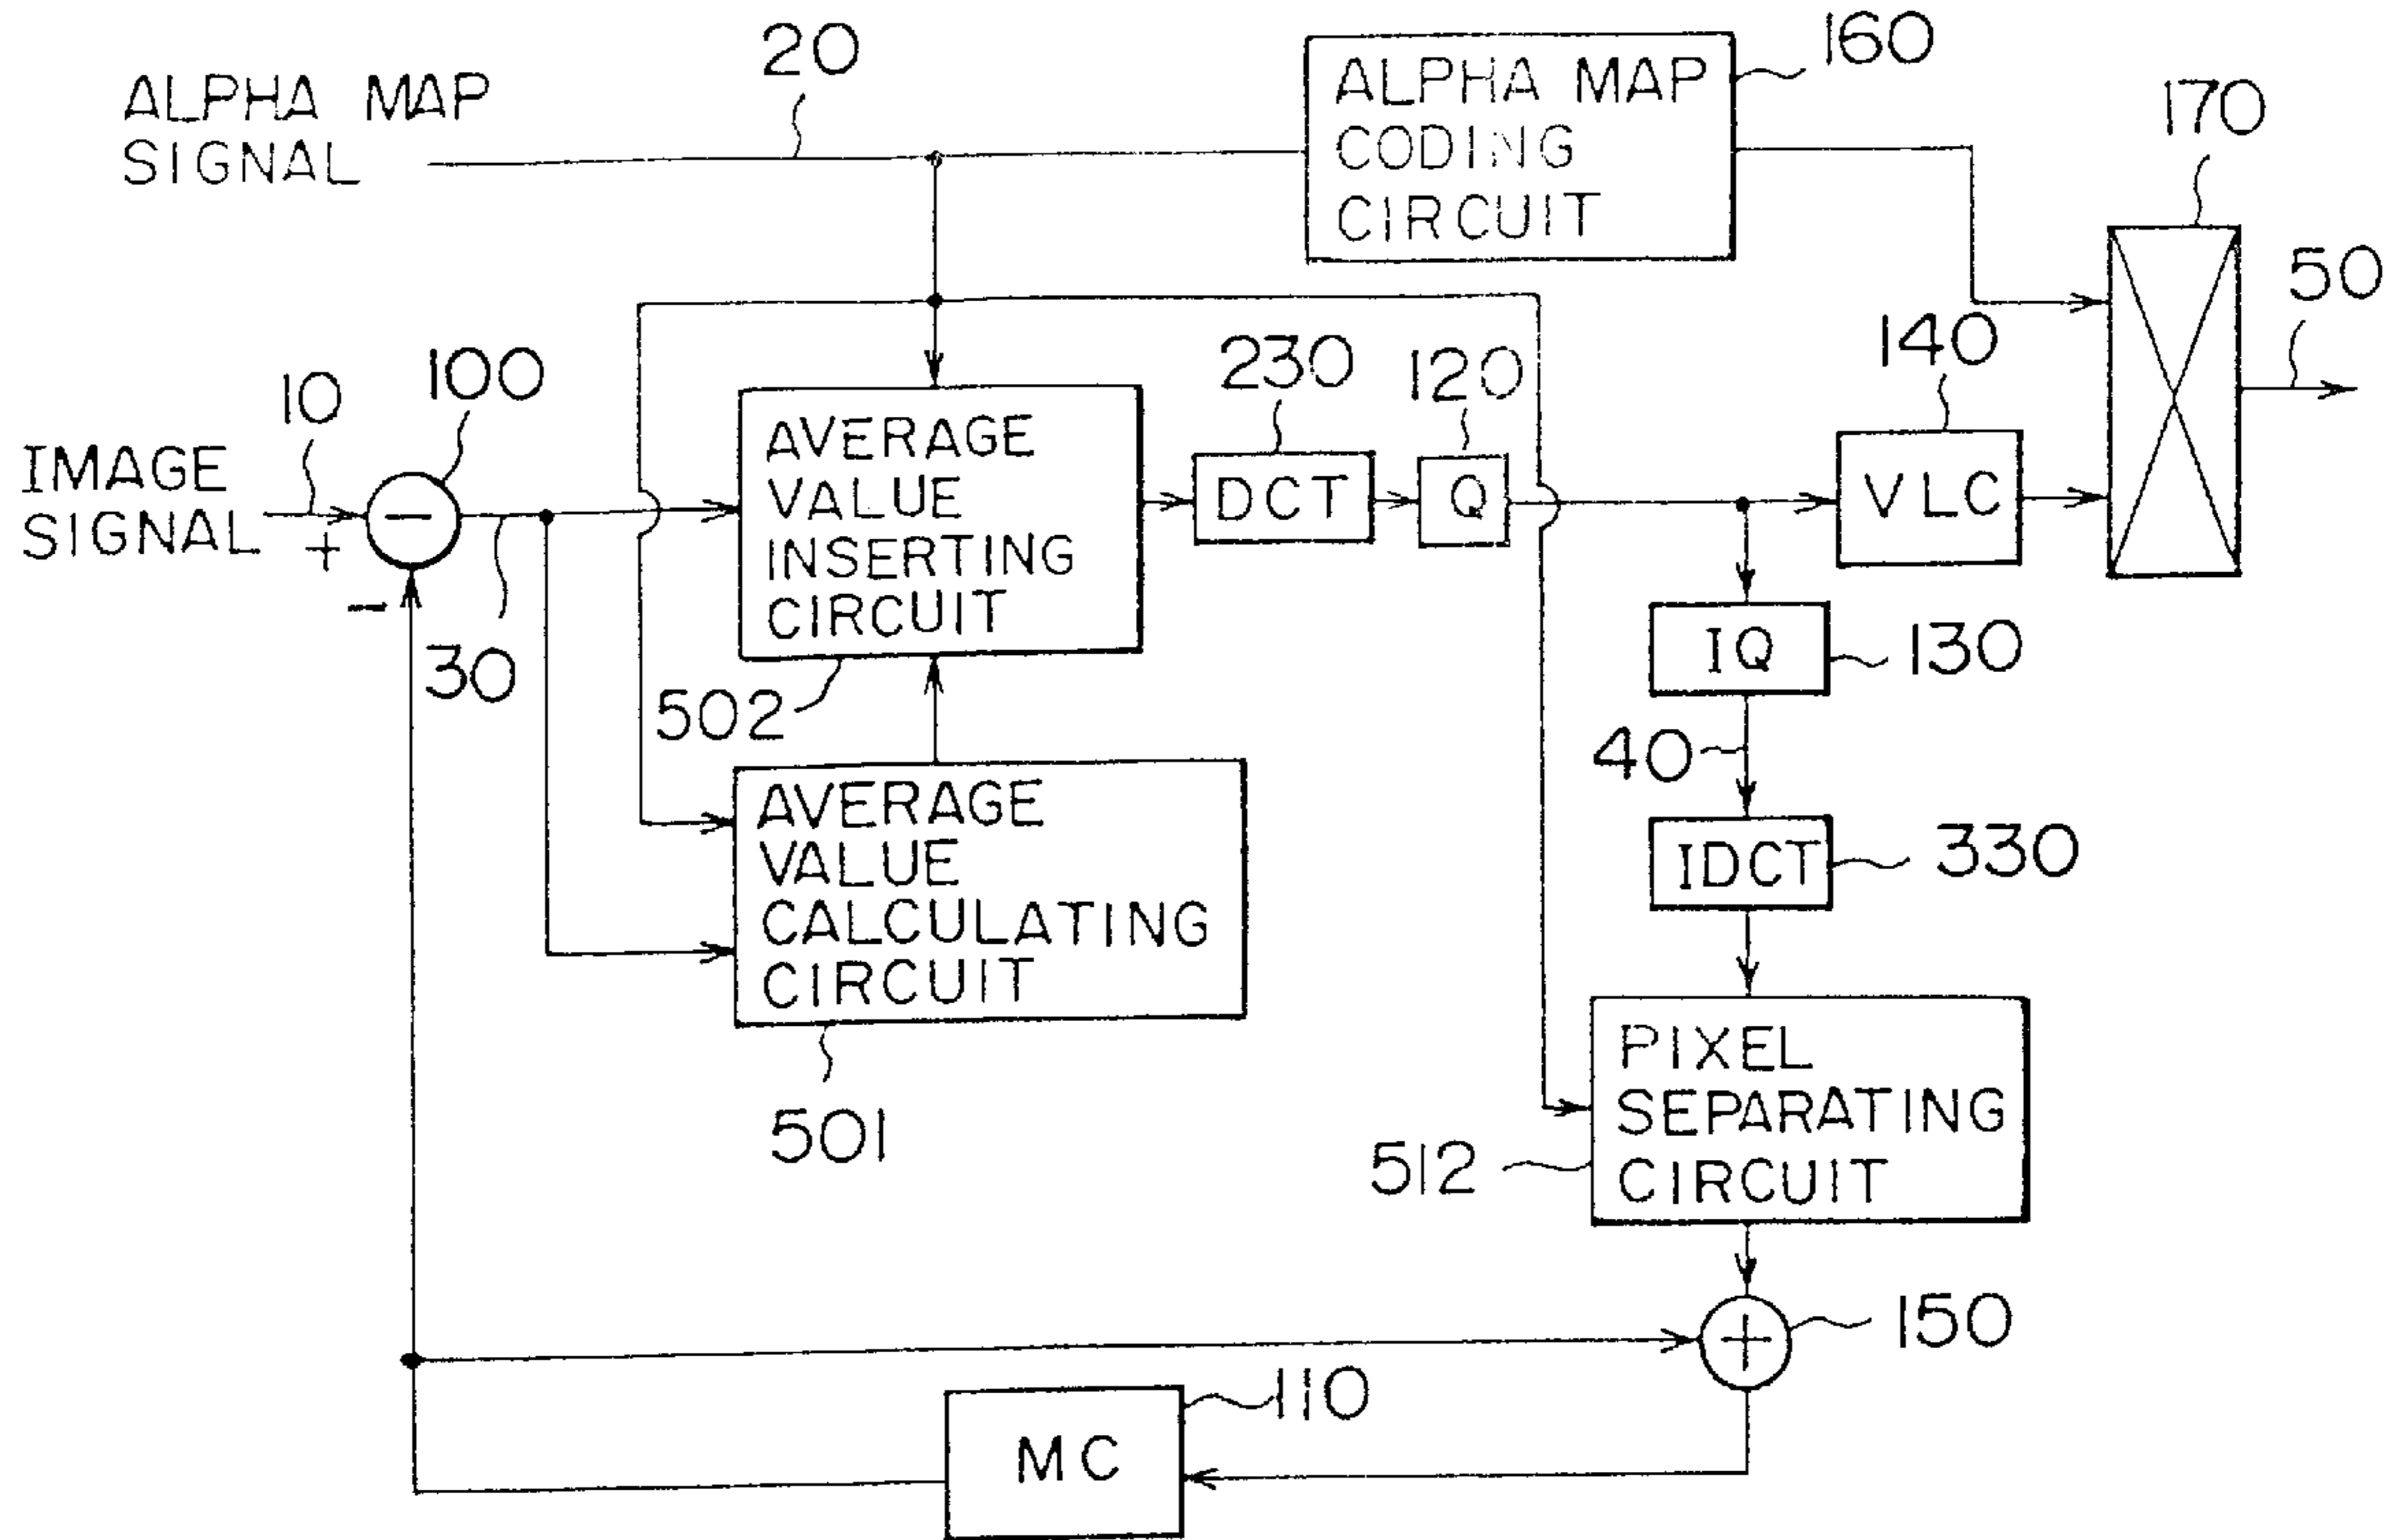 20
160
ALPHA MAP
SIGNAL
ALPHA MAP
CODING
CIRCUIT
170
50
10
100
230
120
140
IMAGE
SIGNAL
+
−
−
30
AVERAGE
VALUE
INSERTING
CIRCUIT
DCT
Q
VLC
502
IQ
130
40
AVERAGE
VALUE
CALCULATING
CIRCUIT
501
IDCT
330
PIXEL
SEPARATING
CIRCUIT
512
+
150
110
MC